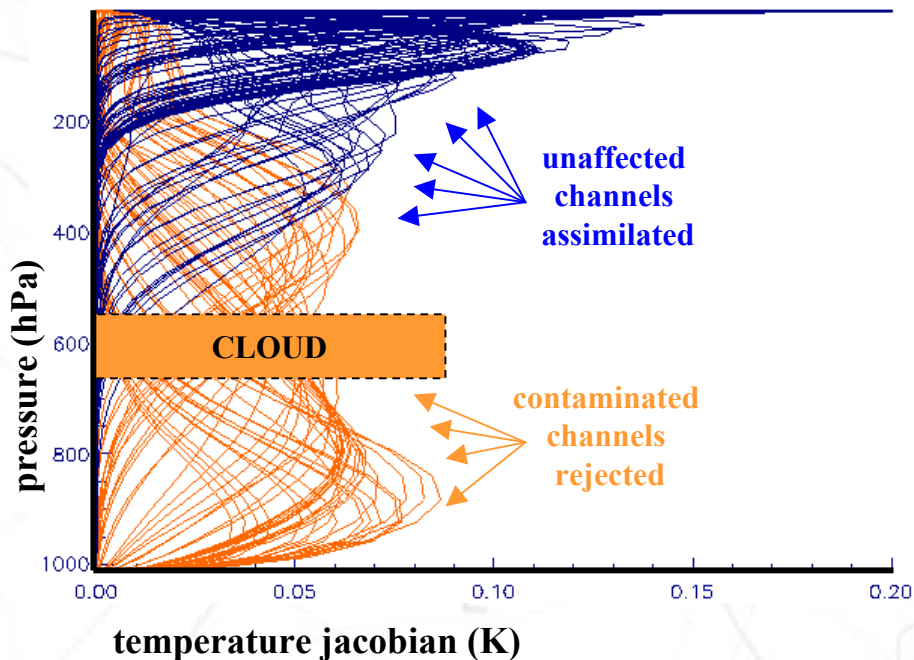 200
400
600
800
1000
pressure (hPa)
unaffected
channels
assimilated
CLOUD
contaminated
channels
rejected
0.00
0.05
0.10
0.15
0.20
temperature jacobian (K)